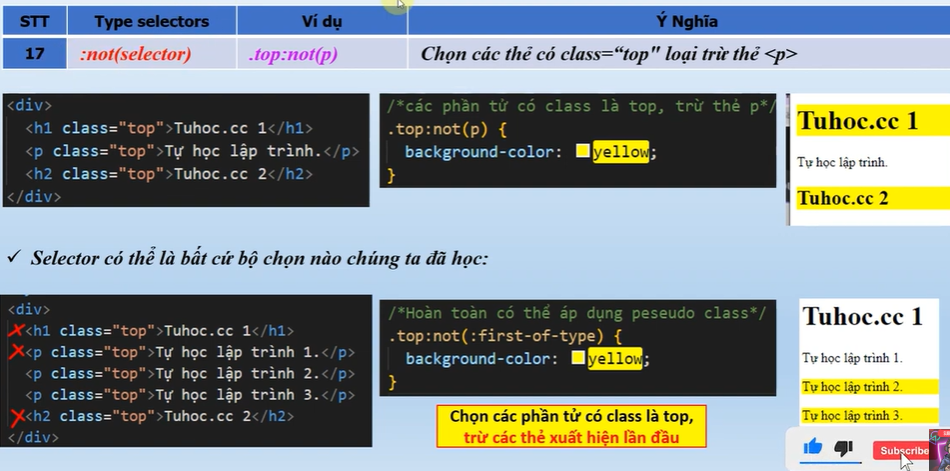 STT Type selectors Ví dụ Ý Nghĩa
17 :not(selector) .top:not(p) Chọn các thẻ có class=“top" loại trừ thẻ <p>
<div>
<h1 class="top">Tuhoc.cc 1</h1>
<p class="top">Tự học lập trình.</p>
<h2 class="top">Tuhoc.cc 2</h2>
</div>
/*các phần tử có class là top, trừ thẻ p*/
.top:not(p) {
background-color: yellow;
}
Tuhoc.cc 1
Tự học lập trình.
Tuhoc.cc 2
✓ Selector có thể là bất cứ bộ chọn nào chúng ta đã học:
<div>
<h1 class="top">Tuhoc.cc 1</h1>
<p class="top">Tự học lập trình 1.</p>
<p class="top">Tự học lập trình 2.</p>
<p class="top">Tự học lập trình 3.</p>
<h2 class="top">Tuhoc.cc 2</h2>
</div>
/*Hoàn toàn có thể áp dụng peseudo class*/
.top:not(:first-of-type) {
background-color: yellow;
}
Chọn các phần tử có class là top,
trừ các thẻ xuất hiện lần đầu
Tuhoc.cc 1
Tự học lập trình 1.
Tự học lập trình 2.
Tự học lập trình 3.
Subscribe